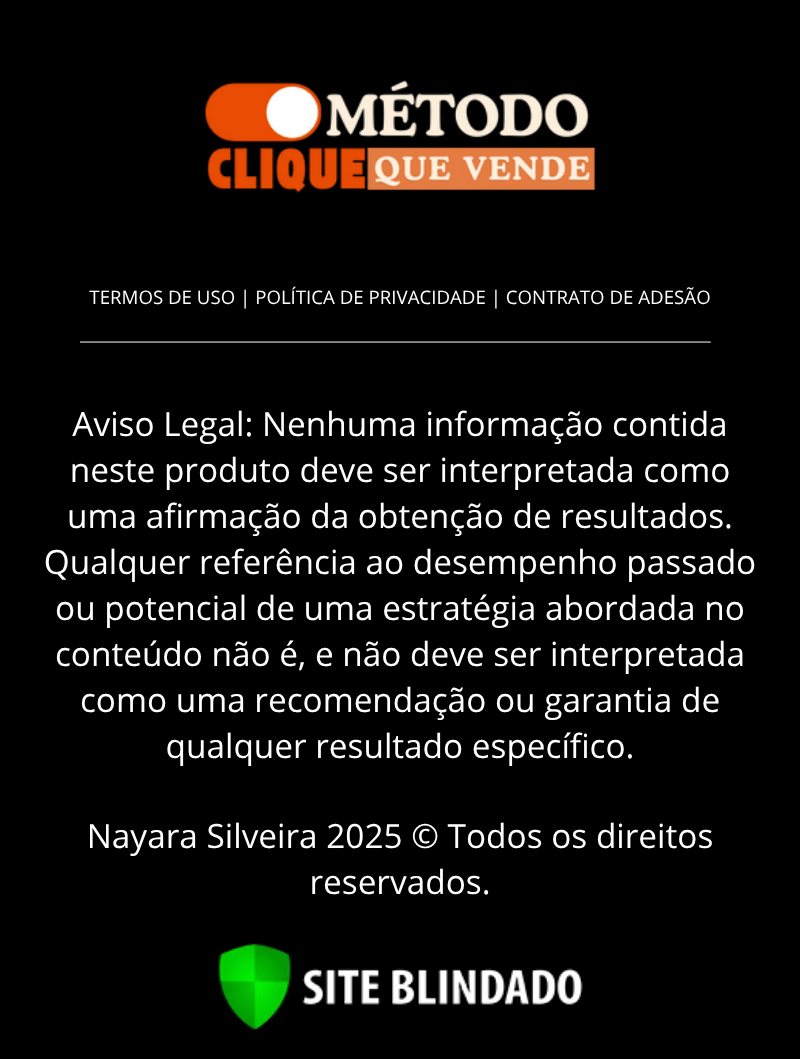 MÉTODO
CLIQUE QUE VENDE
TERMOS DE USO | POLÍTICA DE PRIVACIDADE | CONTRATO DE ADESÃO
Aviso Legal: Nenhuma informação contida
neste produto deve ser interpretada como
uma afirmação da obtenção de resultados.
Qualquer referência ao desempenho passado
ou potencial de uma estratégia abordada no
conteúdo não é, e não deve ser interpretada
como uma recomendação ou garantia de
qualquer resultado específico.
Nayara Silveira 2025 © Todos os direitos
reservados.
SITE BLINDADO